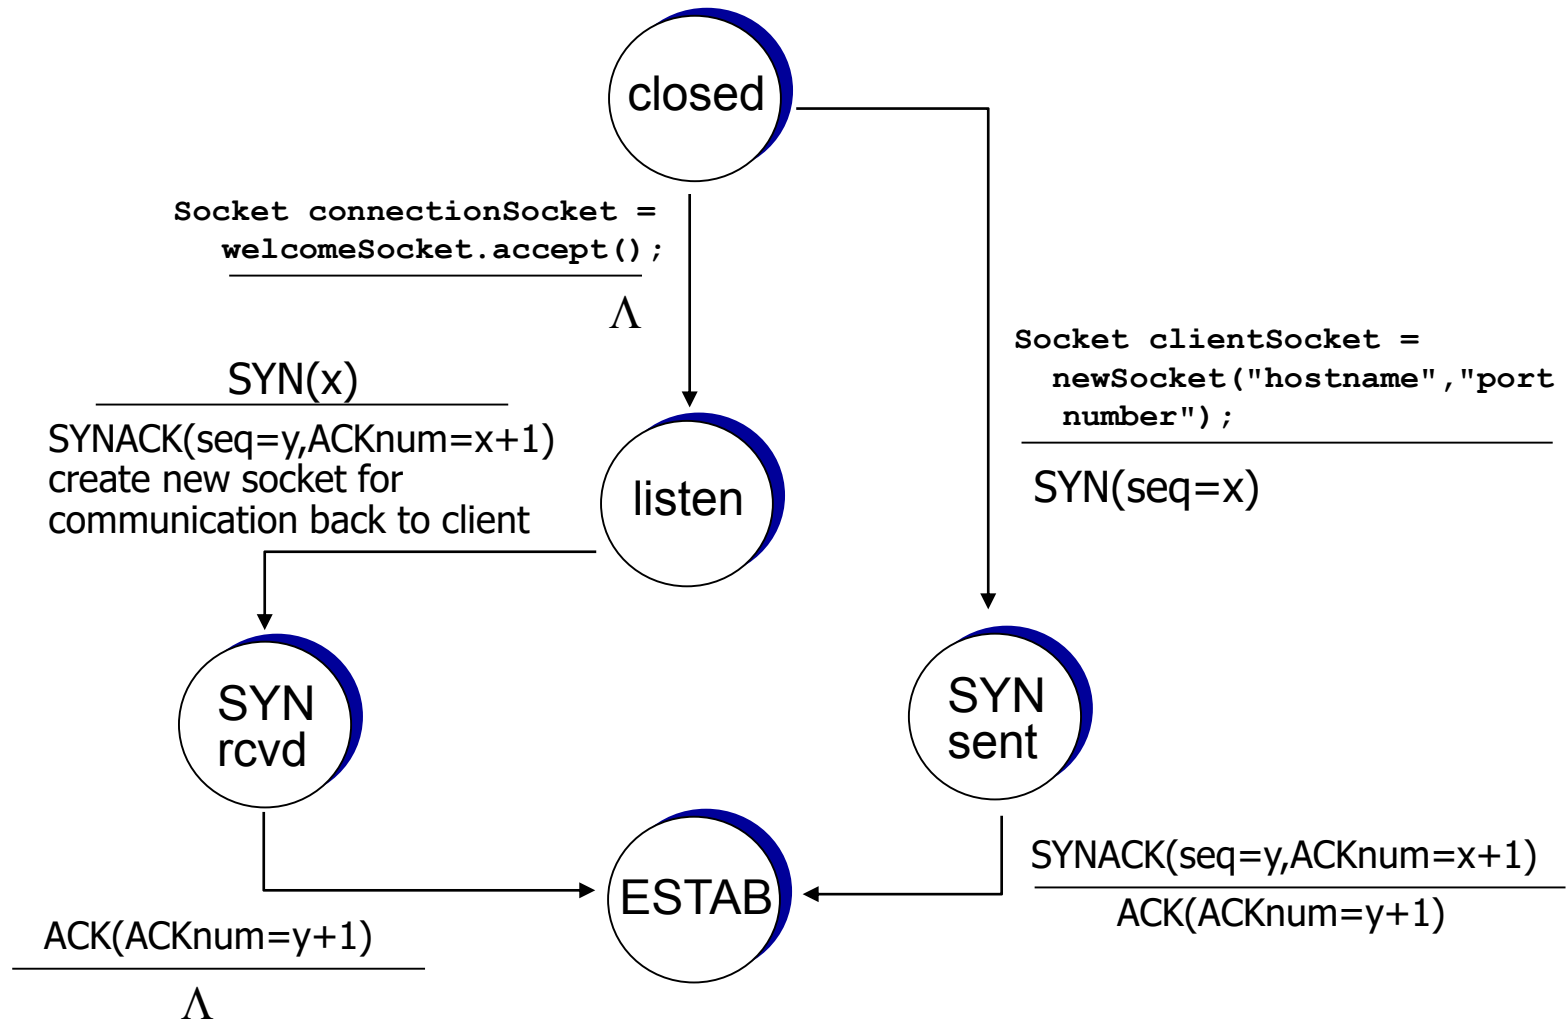 closed
Socket connectionSocket =
welcomeSocket.accept();
Λ
Socket clientSocket =
newSocket("hostname","port
number");
SYN(seq=x)
SYN(x)
SYNACK(seq=y,ACKnum=x+1)
create new socket for
communication back to client
listen
SYN
rcvd
SYN
sent
ESTAB
SYNACK(seq=y,ACKnum=x+1)
ACK(ACKnum=y+1)
ACK(ACKnum=y+1)
Λ